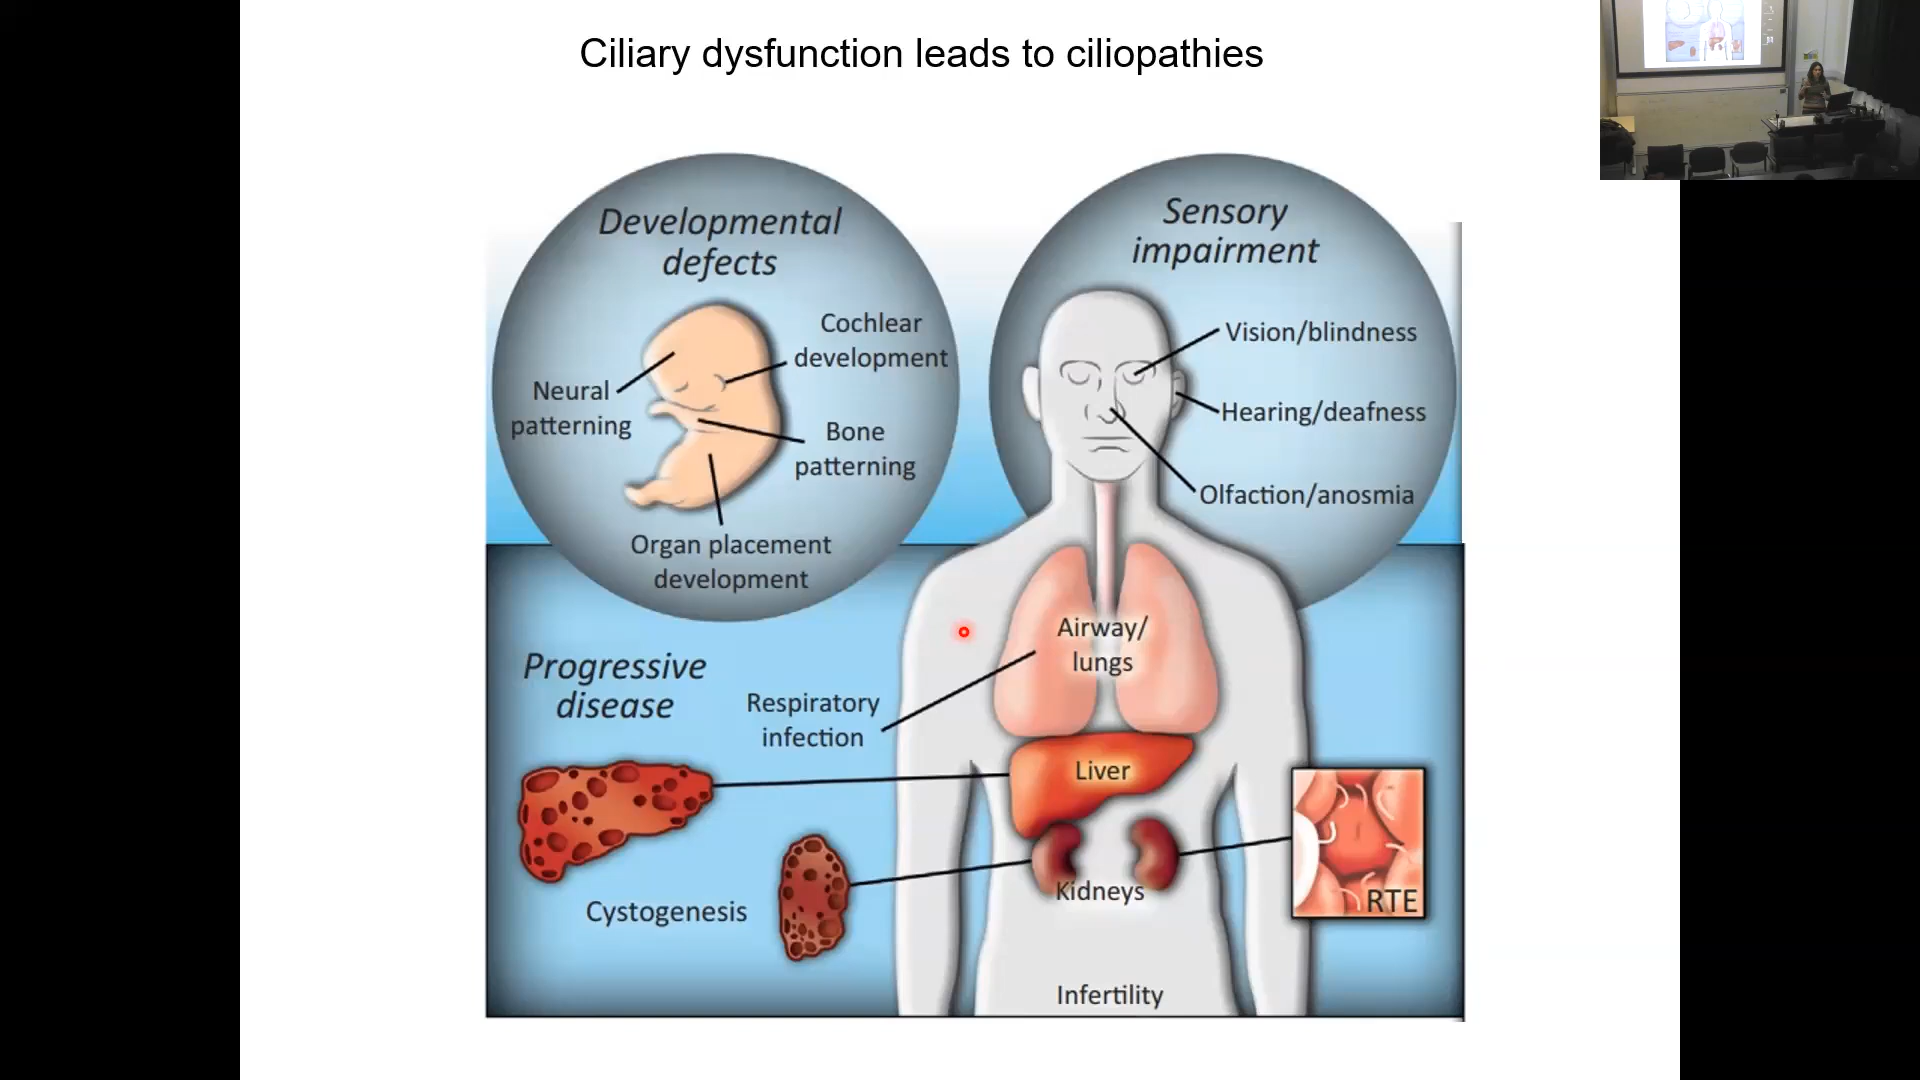 Ciliary dysfunction leads to ciliopathies
Developmental
defects
Cochlear
development
Neural
patterning
Bone
patterning
Organ placement
development
Sensory
impairment
Vision/blindness
Hearing/deafness
Olfaction/anosmia
Progressive
disease
Respiratory
infection
Airway/
lungs
Liver
Cystogenesis
Kidneys
RTE
Infertility